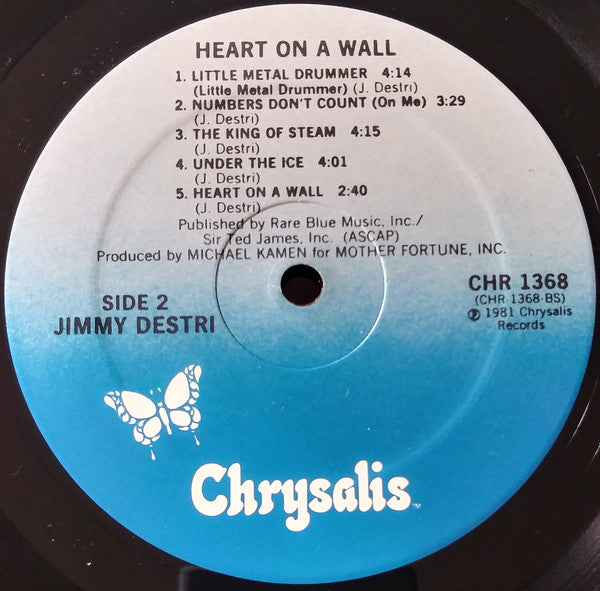 HEART ON A WALL
1. LITTLE METAL DRUMMER 4:14
(Little Metal Drummer) (J. Destri)
2. NUMBERS DON'T COUNT (On Me) 3:29
(J. Destri)
3. THE KING OF STEAM 4:15
(J. Destri)
4. UNDER THE ICE 4:01
(J. Destri)
5. HEART ON A WALL 2:40
(J. Destri)
Published by Rare Blue Music, Inc./
Sir Ted James, Inc. (ASCAP)
Produced by MICHAEL KAMEN for MOTHER FORTUNE, INC.
SIDE 2
JIMMY DESTRI
CHR 1368
(CHR 1368-BS)
℗ 1981 Chrysalis
Records
Chrysalis™